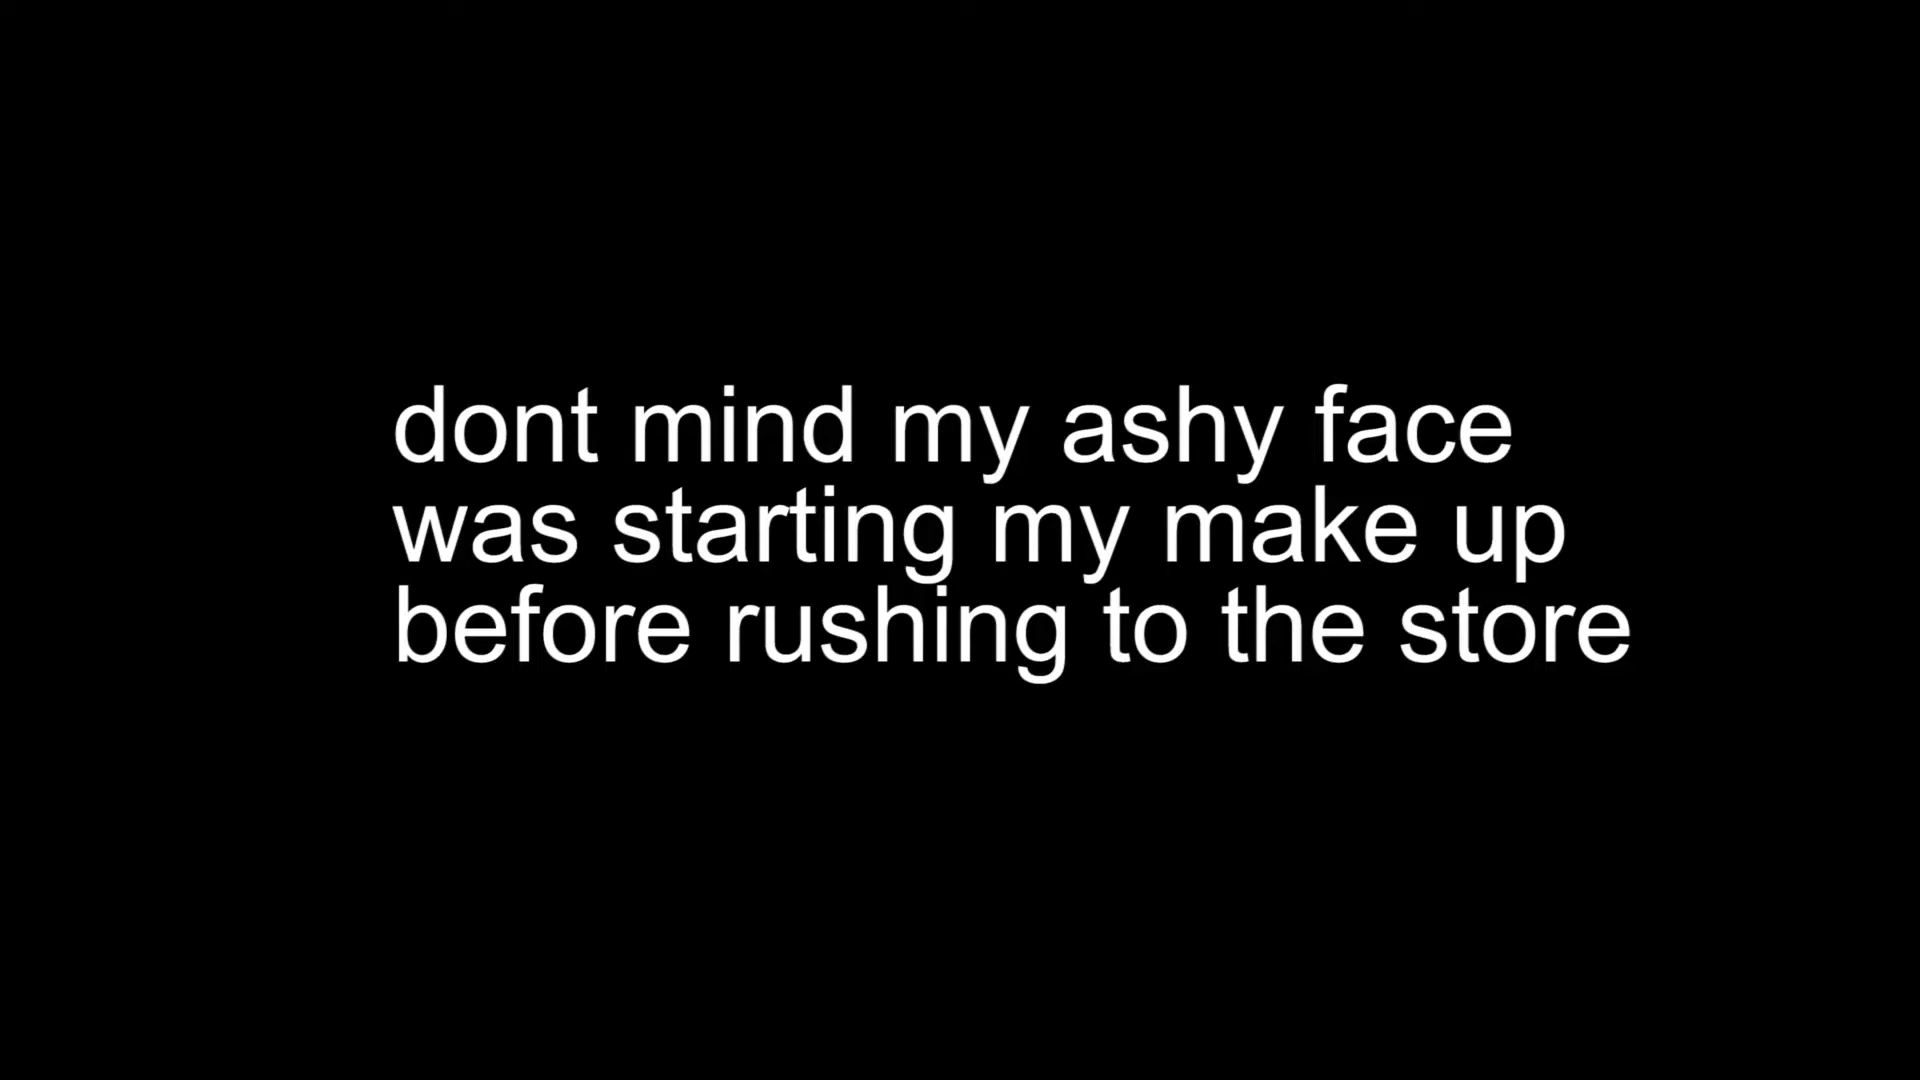 dont mind my ashy face
was starting my make up
before rushing to the store